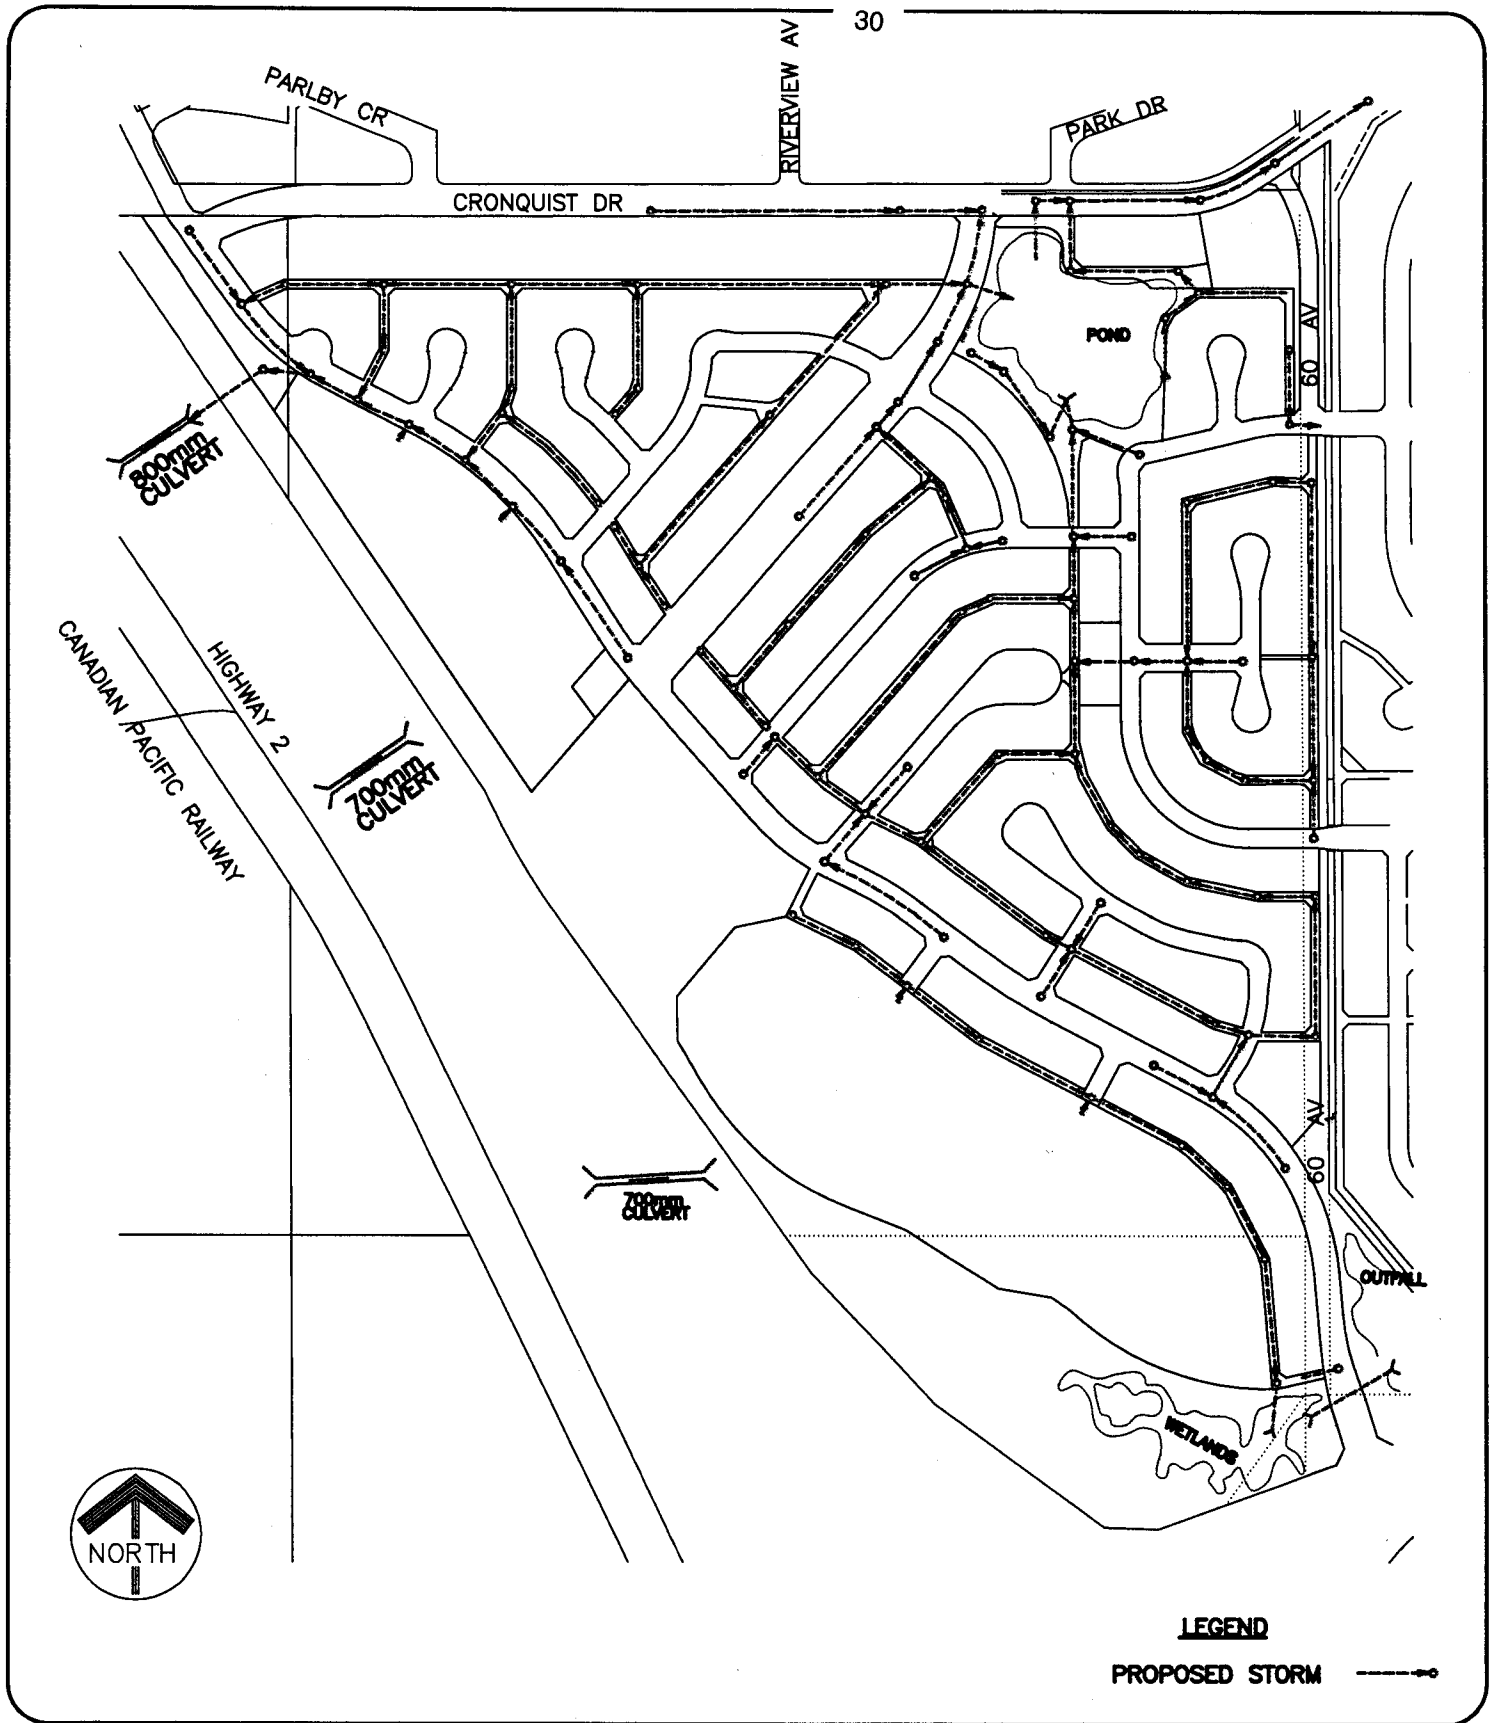 30
PARLBY CR
RIVERVIEW AV
PARK DR
CRONQUIST DR
POND
60 AV
800mm
CULVERT
CANADIAN PACIFIC RAILWAY
HIGHWAY 2
700mm
CULVERT
60 AV
700mm
CULVERT
OUTFALL
WETLANDS
NORTH
LEGEND
PROPOSED STORM